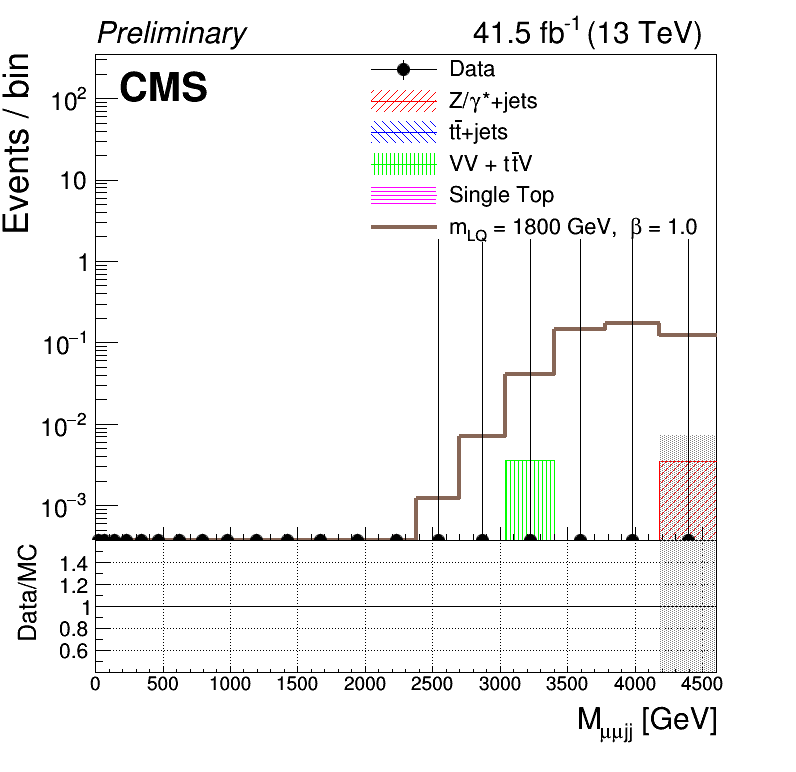 Preliminary 41.5 fb⁻¹ (13 TeV)
CMS
Events / bin
Data
Z/γ*+jets
tt̄+jets
VV + tt̄V
Single Top
m_LQ = 1800 GeV, β = 1.0
10²
10
1
10⁻¹
10⁻²
10⁻³
Data/MC
1.4
1.2
1
0.8
0.6
0 500 1000 1500 2000 2500 3000 3500 4000 4500
M_μμjj [GeV]